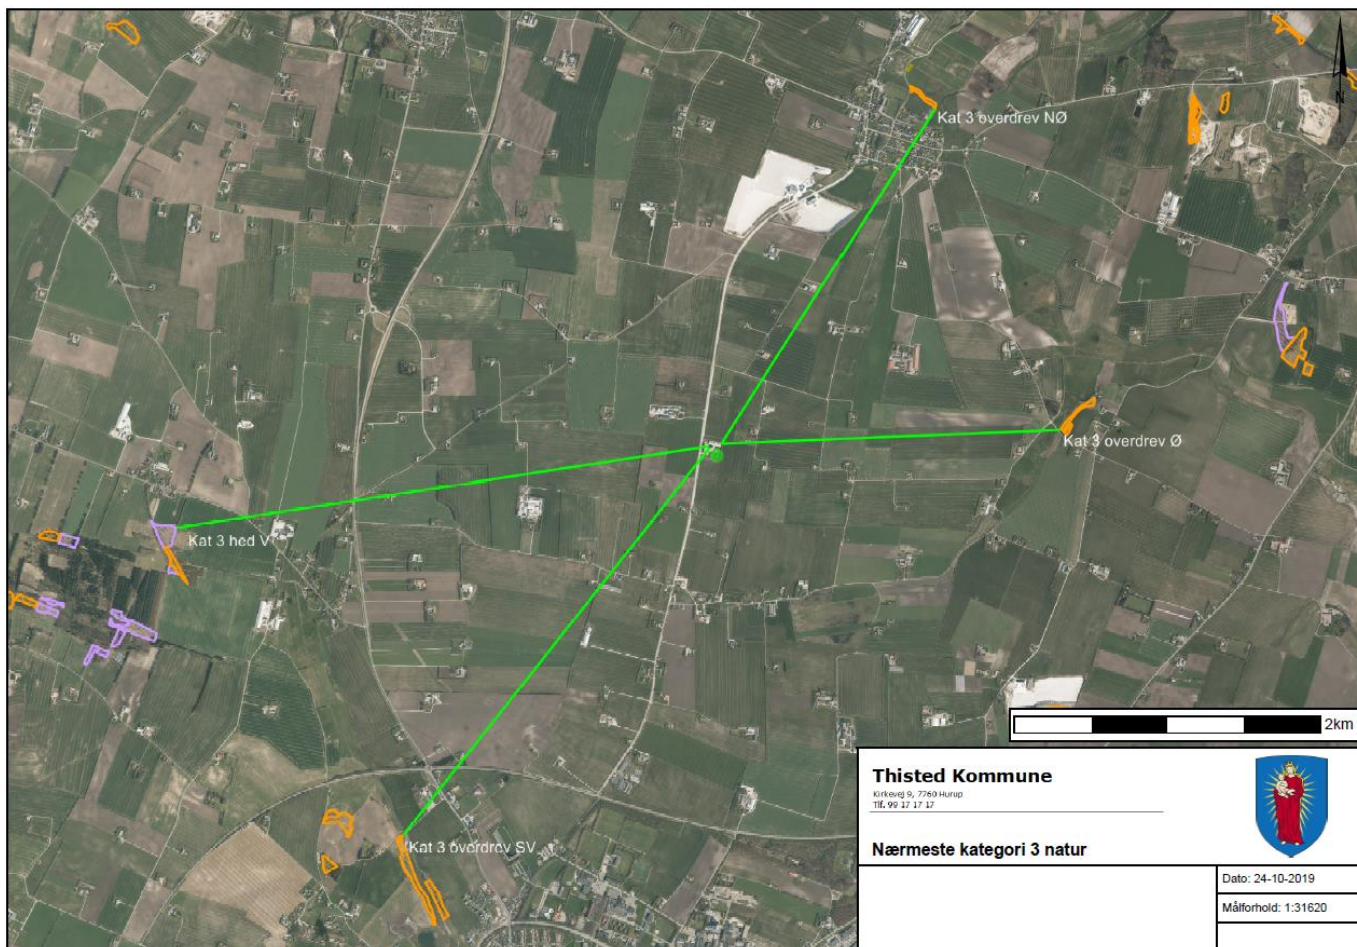 N
Kat 3 overdrev NØ
Kat 3 overdrev Ø
Kat 3 hed V
Kat 3 overdrev SV
2km
Thisted Kommune
Kirkevej 9, 7760 Hurup
Tlf. 99 17 17 17
Nærmeste kategori 3 natur
Dato: 24-10-2019
Målforhold: 1:31620